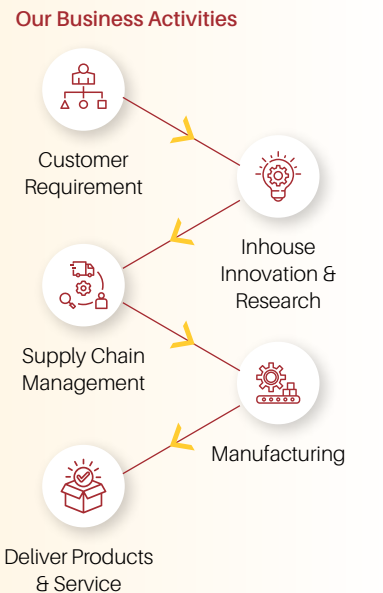 Our Business Activities
Customer
Requirement
Inhouse
Innovation &
Research
Supply Chain
Management
Manufacturing
Deliver Products
& Service